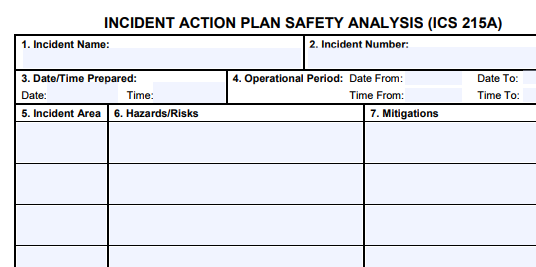 INCIDENT ACTION PLAN SAFETY ANALYSIS (ICS 215A)
1. Incident Name:
2. Incident Number:
3. Date/Time Prepared:
Date: Time:
4. Operational Period: Date From: Date To:
Time From: Time To:
5. Incident Area
6. Hazards/Risks
7. Mitigations